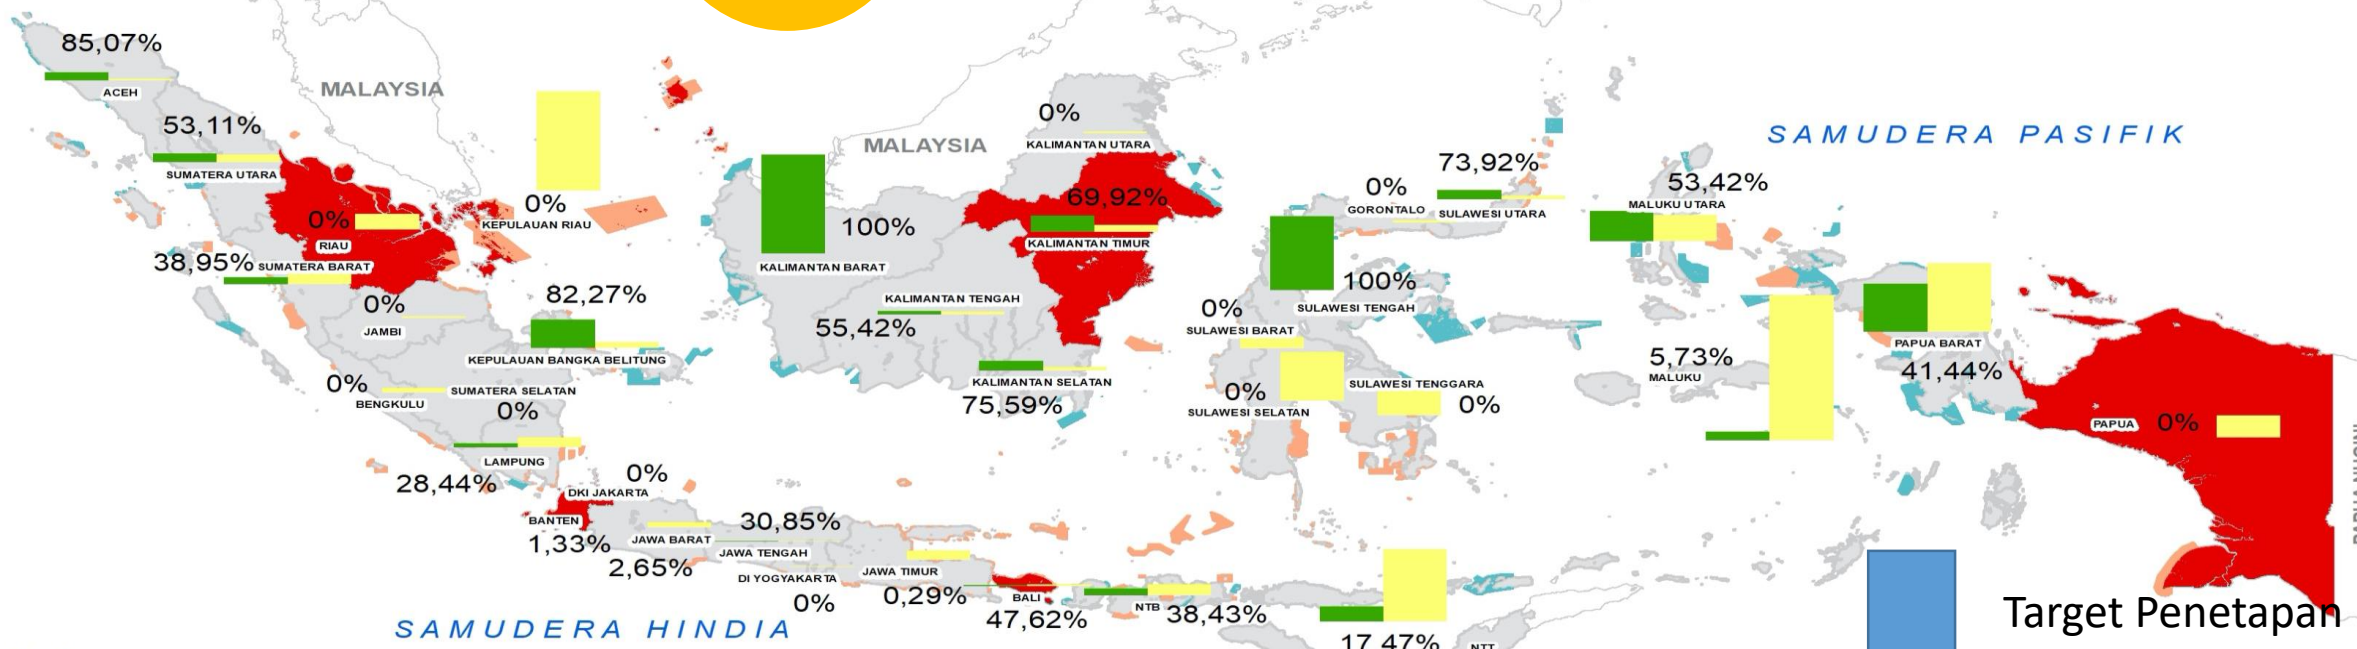 85,07%
ACEH
MALAYSIA
53,11%
SUMATERA UTARA
0%
KEPULAUAN RIAU
0%
RIAU
38,95%
SUMATERA BARAT
0%
JAMBI
82,27%
KEPULAUAN BANGKA BELITUNG
0%
BENGKULU
SUMATERA SELATAN
0%
LAMPUNG
28,44%
0%
DKI JAKARTA
BANTEN
1,33%
JAWA BARAT
2,65%
30,85%
JAWA TENGAH
DI YOGYAKARTA
0%
JAWA TIMUR
0,29%
BALI
47,62%
NTB
38,43%
17,47%
NTT
SAMUDERA HINDIA
MALAYSIA
0%
KALIMANTAN UTARA
69,92%
KALIMANTAN TIMUR
100%
KALIMANTAN BARAT
KALIMANTAN TENGAH
55,42%
KALIMANTAN SELATAN
75,59%
0%
GORONTALO
73,92%
SULAWESI UTARA
100%
SULAWESI TENGAH
0%
SULAWESI BARAT
0%
SULAWESI SELATAN
SULAWESI TENGGARA
0%
53,42%
MALUKU UTARA
SAMUDERA PASIFIK
5,73%
MALUKU
PAPUA BARAT
41,44%
PAPUA
0%
Target Penetapan